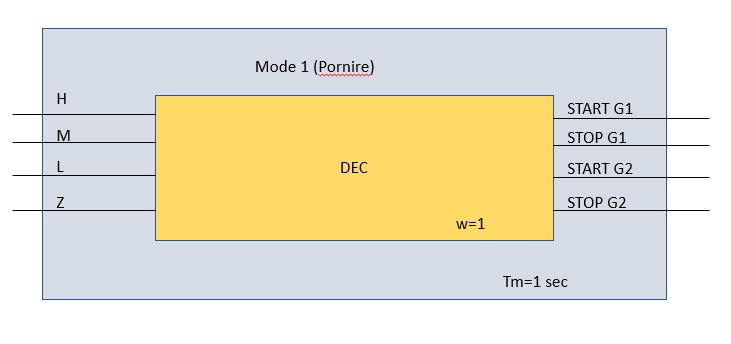 Mode 1 (Pornire)
H
START G1
M
STOP G1
L
DEC
START G2
Z
STOP G2
w=1
Tm=1 sec